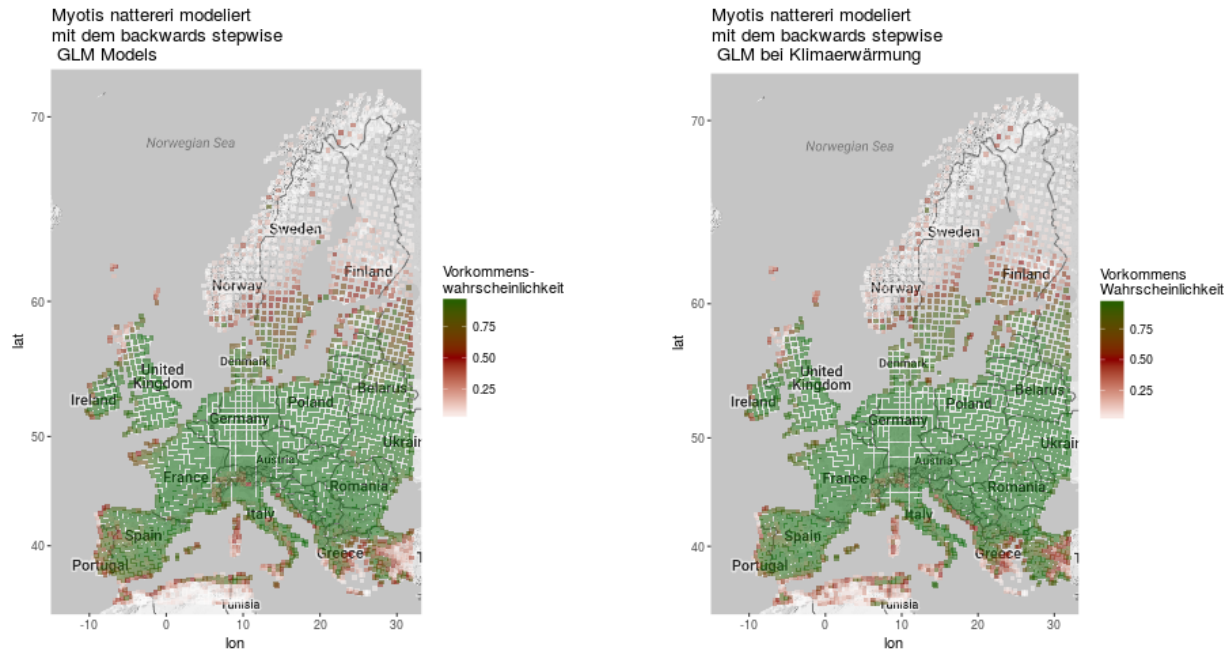 Myotis nattereri modeliert
mit dem backwards stepwise
GLM Models
70
60
50
40
lat
-10
0
10
20
30
lon
Norwegian Sea
Sweden
Finland
Norway
Denmark
United
Kingdom
Ireland
Belarus
Poland
Germany
Ukrain
Austria
France
Romania
Italy
Spain
Greece
Portugal
Tunisia
Vorkommens-
wahrscheinlichkeit
0.75
0.50
0.25
Myotis nattereri modeliert
mit dem backwards stepwise
GLM bei Klimaerwärmung
70
60
50
40
lat
-10
0
10
20
30
lon
Norwegian Sea
Sweden
Finland
Norway
Denmark
United
Kingdom
Ireland
Belarus
Poland
Germany
Ukrain
Austria
France
Romania
Italy
Spain
Greece
Portugal
Tunisia
Vorkommens
Wahrscheinlichkeit
0.75
0.50
0.25